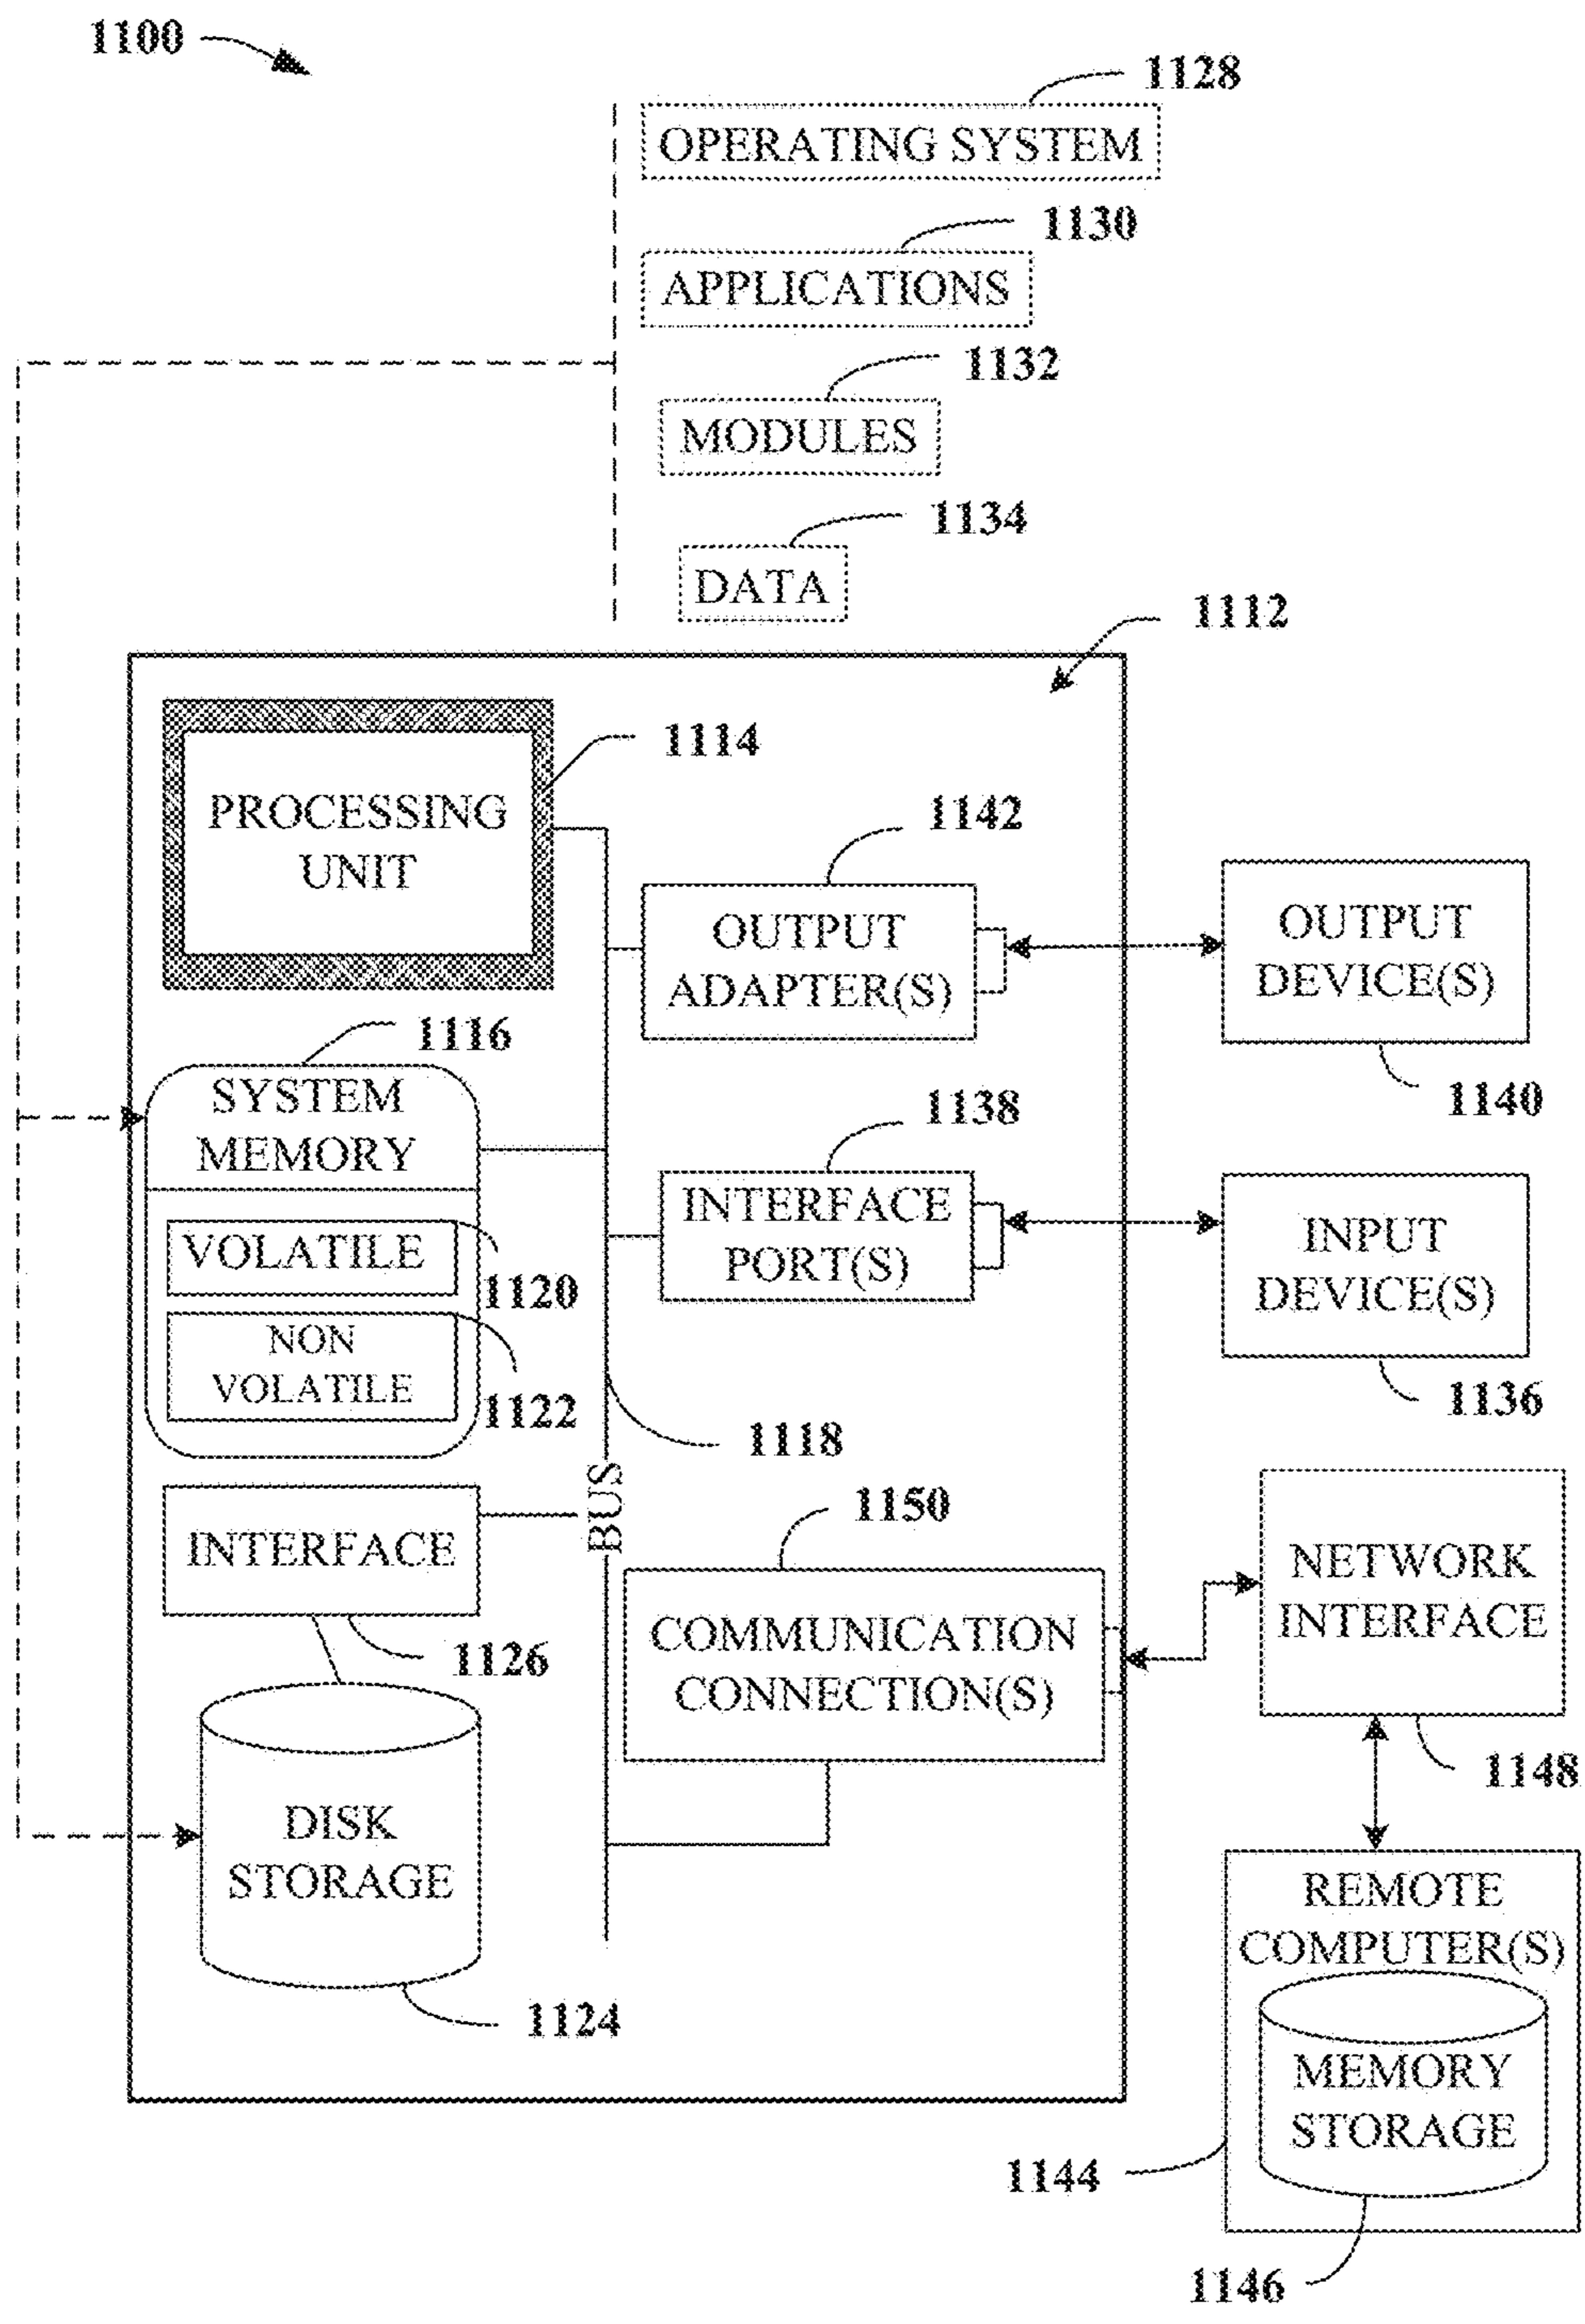 1100
1128
OPERATING SYSTEM
1130
APPLICATIONS
1132
MODULES
1134
DATA
1112
1114
PROCESSING
UNIT
1142
OUTPUT
ADAPTER(S)
OUTPUT
DEVICE(S)
1140
1116
SYSTEM
MEMORY
1138
INTERFACE
PORT(S)
INPUT
DEVICE(S)
1136
VOLATILE
1120
NON
VOLATILE
1122
1118
BUS
INTERFACE
1126
1150
COMMUNICATION
CONNECTION(S)
NETWORK
INTERFACE
1148
DISK
STORAGE
1124
REMOTE
COMPUTER(S)
MEMORY
STORAGE
1144
1146